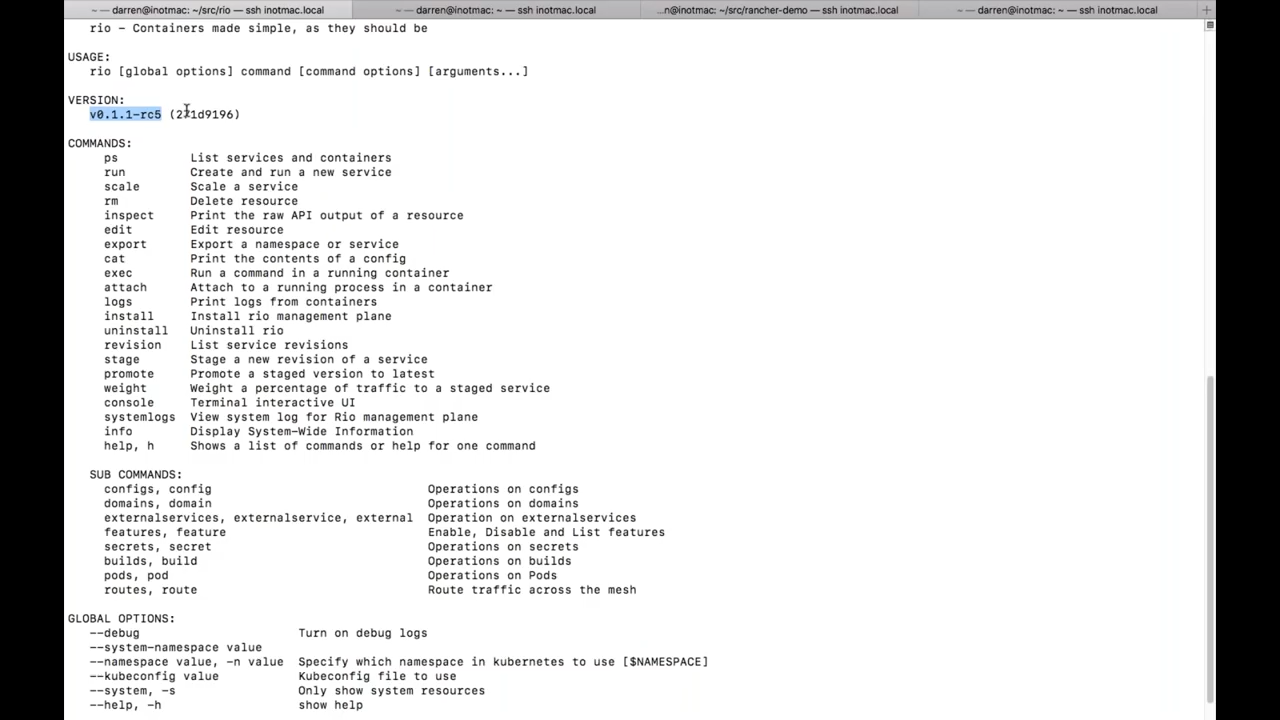 ~ — darren@inotmac: ~/src/rio — ssh inotmac.local
~ — darren@inotmac: ~ — ssh inotmac.local
...n@inotmac: ~/src/rancher-demo — ssh inotmac.local
~ — darren@inotmac: ~ — ssh inotmac.local
rio – Containers made simple, as they should be
USAGE:
rio [global options] command [command options] [arguments...]
VERSION:
v0.1.1-rc5
COMMANDS:
ps List services and containers
run Create and run a new service
scale Scale a service
rm Delete resource
inspect Print the raw API output of a resource
edit Edit resource
export Export a namespace or service
cat Print the contents of a config
exec Run a command in a running container
attach Attach to a running process in a container
logs Print logs from containers
install Install rio management plane
uninstall Uninstall rio
revision List service revisions
stage Stage a new revision of a service
promote Promote a staged version to latest
weight Weight a percentage of traffic to a staged service
console Terminal interactive UI
systemlogs View system log for Rio management plane
info Display System-Wide Information
help, h Shows a list of commands or help for one command
SUB COMMANDS:
configs, config Operations on configs
domains, domain Operations on domains
externalservices, externalservice, external Operation on externalservices
features, feature Enable, Disable and List features
secrets, secret Operations on secrets
builds, build Operations on builds
pods, pod Operations on Pods
routes, route Route traffic across the mesh
GLOBAL OPTIONS:
--debug Turn on debug logs
--system-namespace value
--namespace value, -n value Specify which namespace in kubernetes to use [$NAMESPACE]
--kubeconfig value Kubeconfig file to use
--system, -s Only show system resources
--help, -h show help